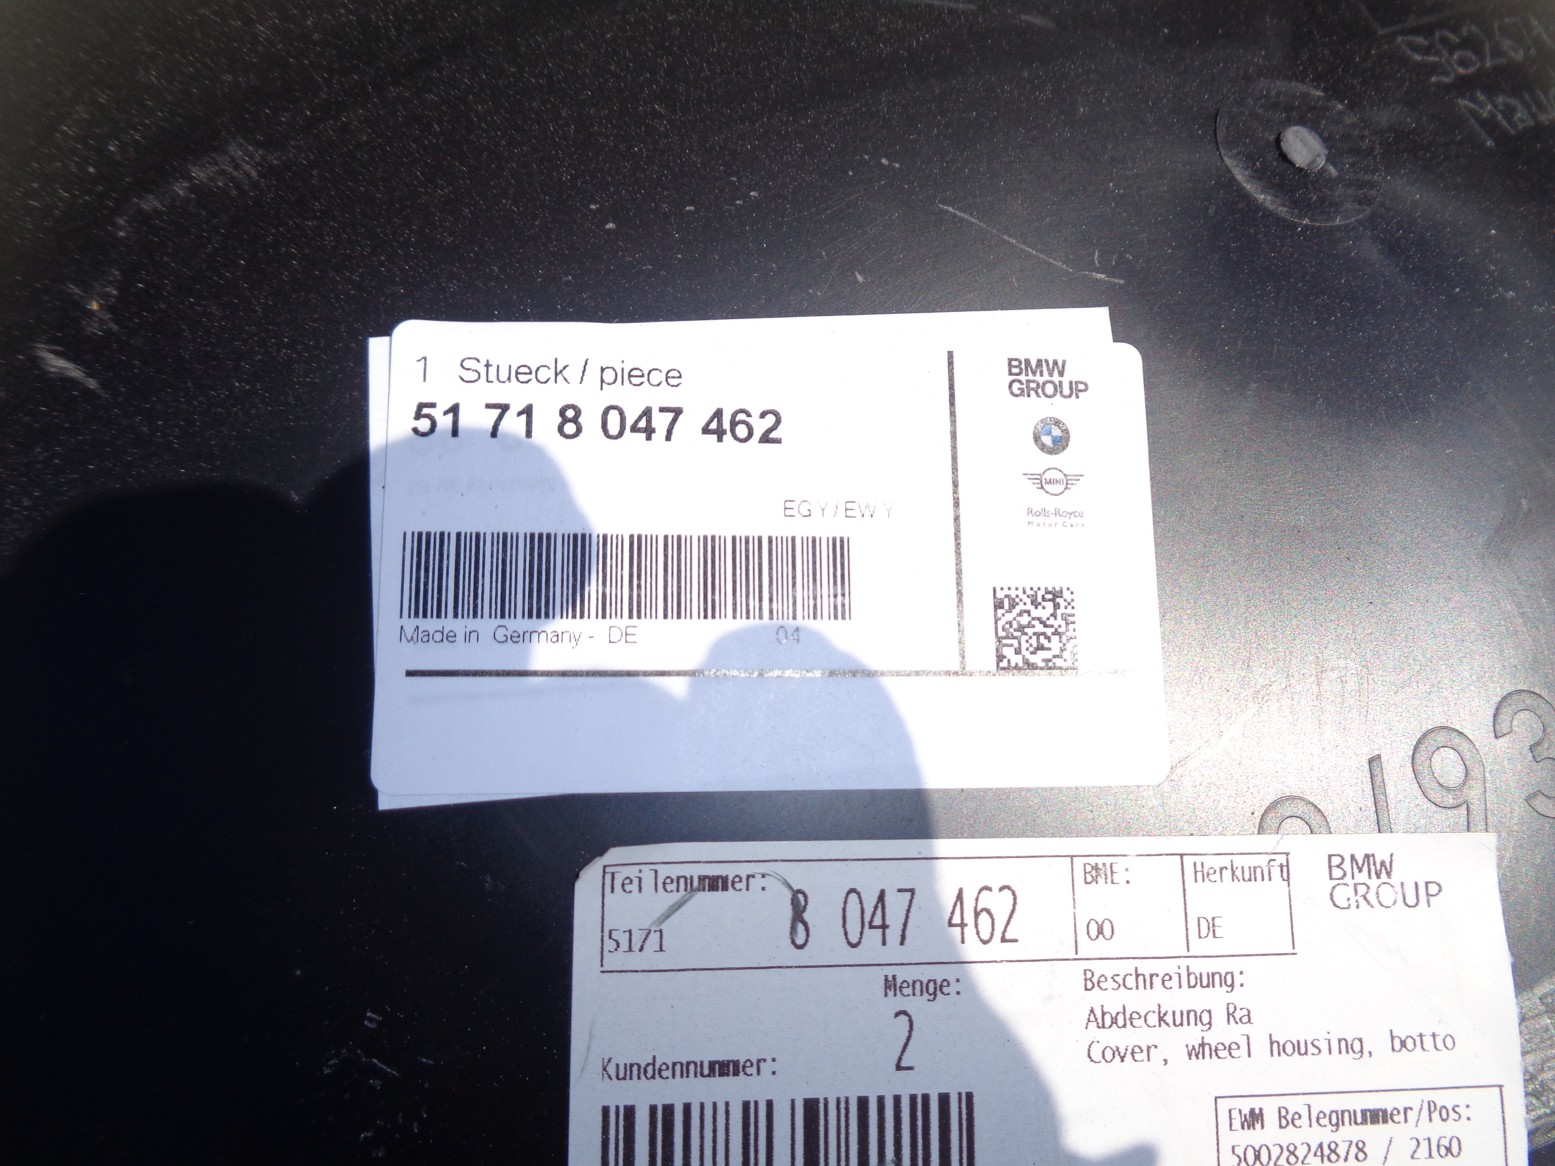 1 Stueck / piece
51 71 8 047 462
EGY/EWY
Made in Germany - DE 04
BMW
GROUP
MINI
Rolls-Royce
Motor Cars
Teilenummer:
5171 8 047 462
BME:
00
Herkunft
DE
BMW
GROUP
Menge:
2
Beschreibung:
Abdeckung Ra
Cover, wheel housing, botto
Kundennummer:
EWM Belegnummer/Pos:
5002824878 / 2160